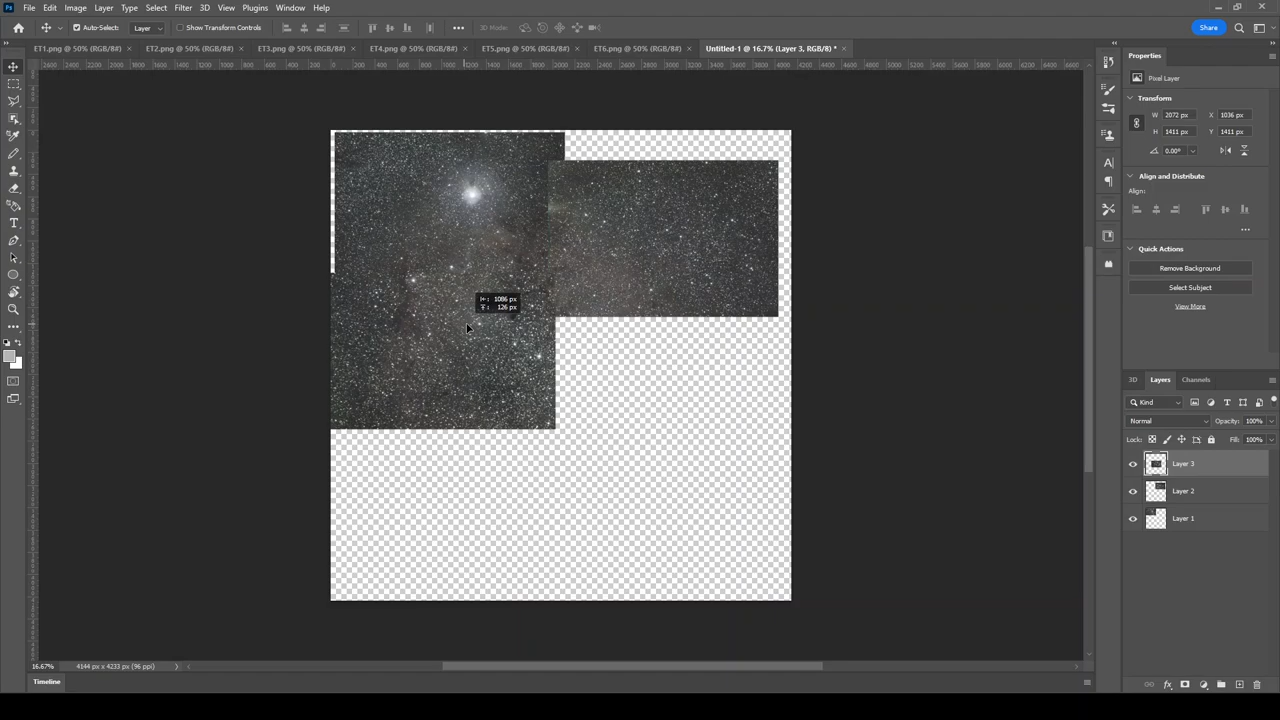 Ps File Edit Image Layer Type Select Filter 3D View Plugins Window Help
Auto-Select: Layer Show Transform Controls 3D Mode: Share
ET1.png @ 50% (RGB/8#) ET2.png @ 50% (RGB/8#) ET3.png @ 50% (RGB/8#) ET4.png @ 50% (RGB/8#) ET5.png @ 50% (RGB/8#) ET6.png @ 50% (RGB/8#) Untitled-1 @ 16.7% (Layer 3, RGB/8) *
Properties
Pixel Layer
Transform
W 2072 px X 1036 px
H 1411 px Y 1411 px
0.00°
Align and Distribute
Align:
Quick Actions
Remove Background
Select Subject
View More
1086 px
126 px
3D Layers Channels
Kind
Normal Opacity: 100%
Lock: Fill: 100%
Layer 3
Layer 2
Layer 1
16.67% 4144 px x 4233 px (96 ppi)
Timeline